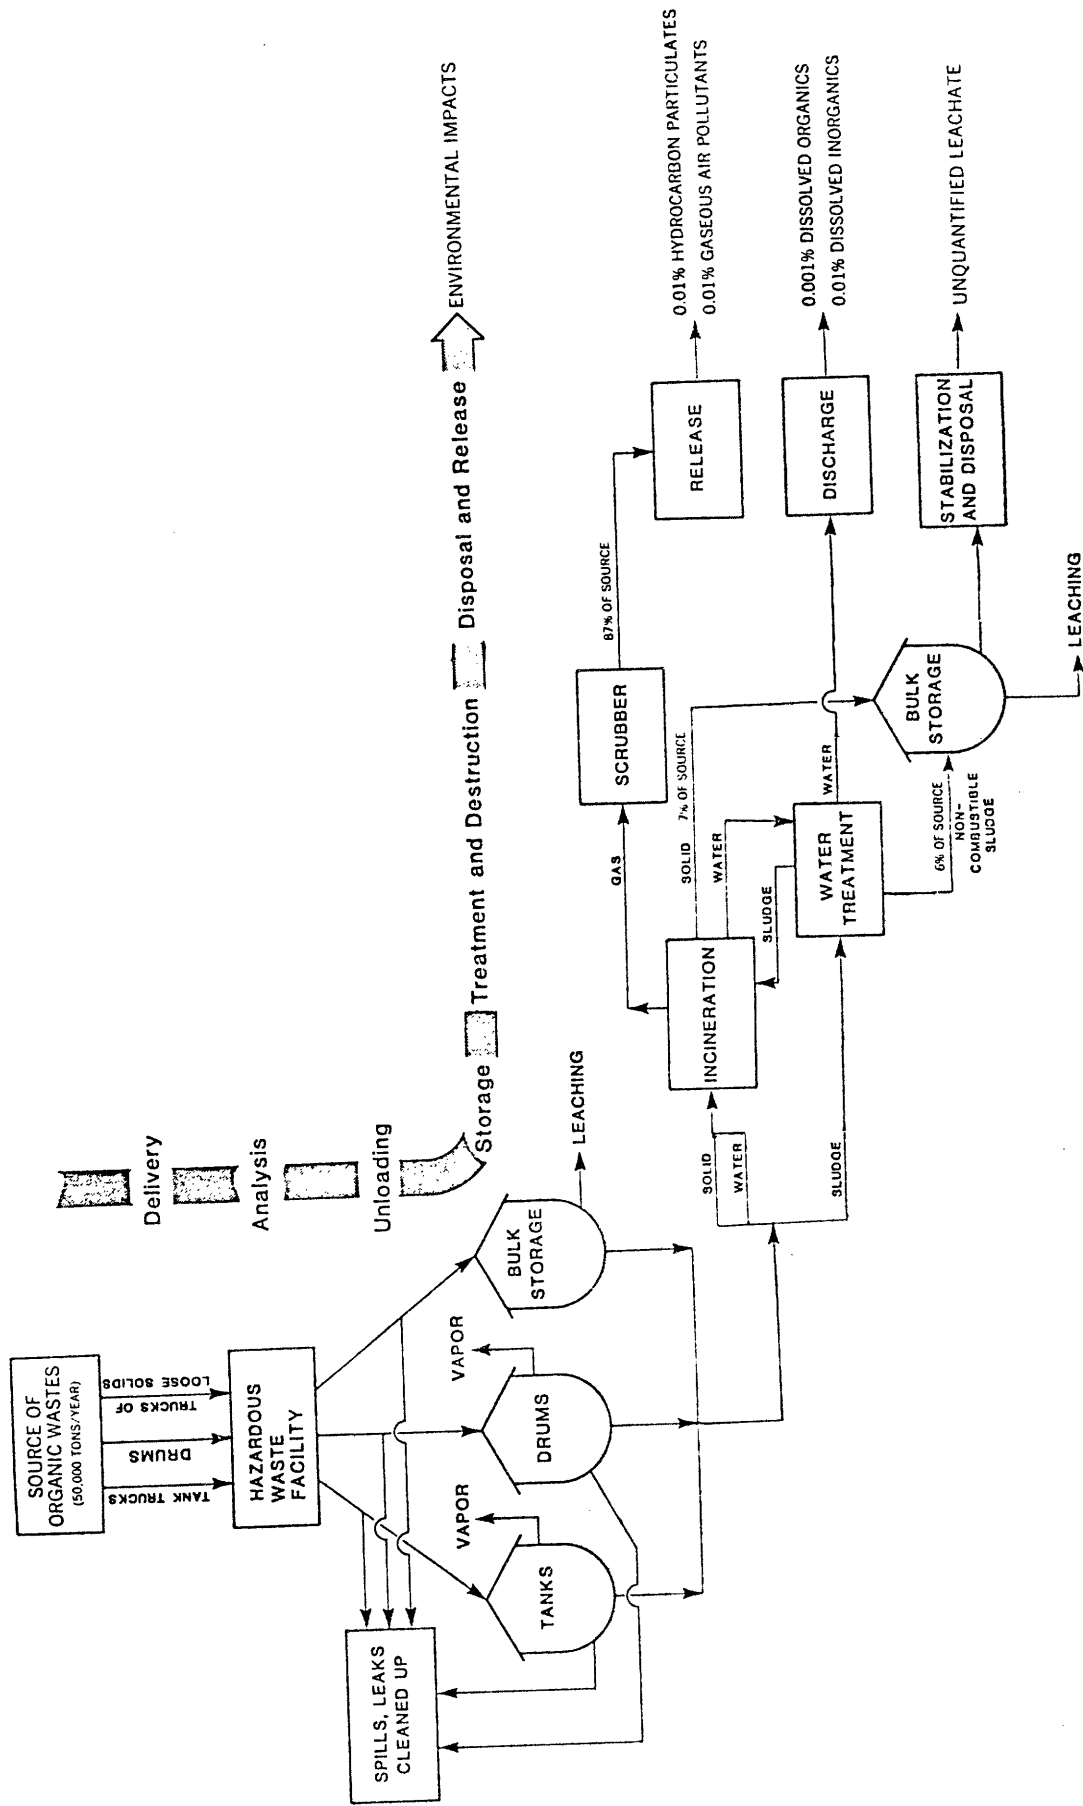 SOURCE OF
ORGANIC WASTES
(50,000 TONS/YEAR)
TANK TRUCKS
DRUMS
TRUCKS OF
LOOSE SOLIDS
HAZARDOUS
WASTE
FACILITY
SPILLS, LEAKS
CLEANED UP
TANKS
VAPOR
DRUMS
VAPOR
BULK
STORAGE
LEACHING
Delivery
Analysis
Unloading
Storage
Treatment and Destruction
Disposal and Release
ENVIRONMENTAL IMPACTS
SOLID
WATER
SLUDGE
INCINERATION
GAS
SOLID
7% OF SOURCE
WATER
SLUDGE
WATER
TREATMENT
WATER
6% OF SOURCE
NON-
COMBUSTIBLE
SLUDGE
SCRUBBER
87% OF SOURCE
BULK
STORAGE
LEACHING
RELEASE
0.01% HYDROCARBON PARTICULATES
0.01% GASEOUS AIR POLLUTANTS
DISCHARGE
0.001% DISSOLVED ORGANICS
0.01% DISSOLVED INORGANICS
STABILIZATION
AND DISPOSAL
UNQUANTIFIED LEACHATE